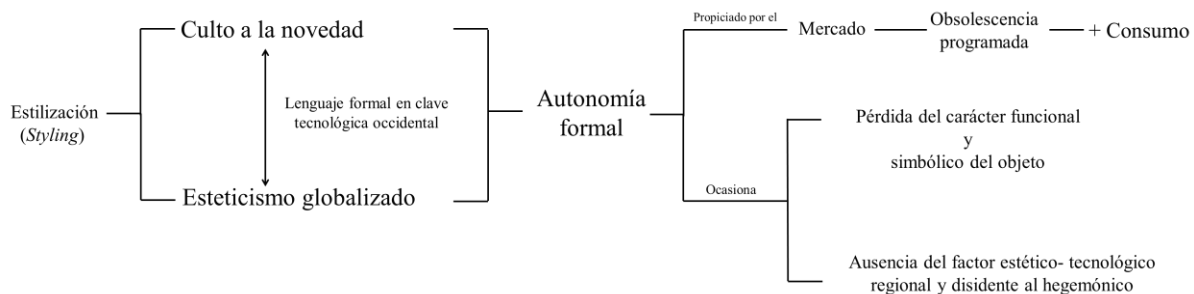 Estilización
(Styling)
Culto a la novedad
Lenguaje formal en clave
tecnológica occidental
Esteticismo globalizado
Autonomía
formal
Propiciado por el
Mercado
Obsolescencia
programada
+ Consumo
Ocasiona
Pérdida del carácter funcional
y
simbólico del objeto
Ausencia del factor estético- tecnológico
regional y disidente al hegemónico